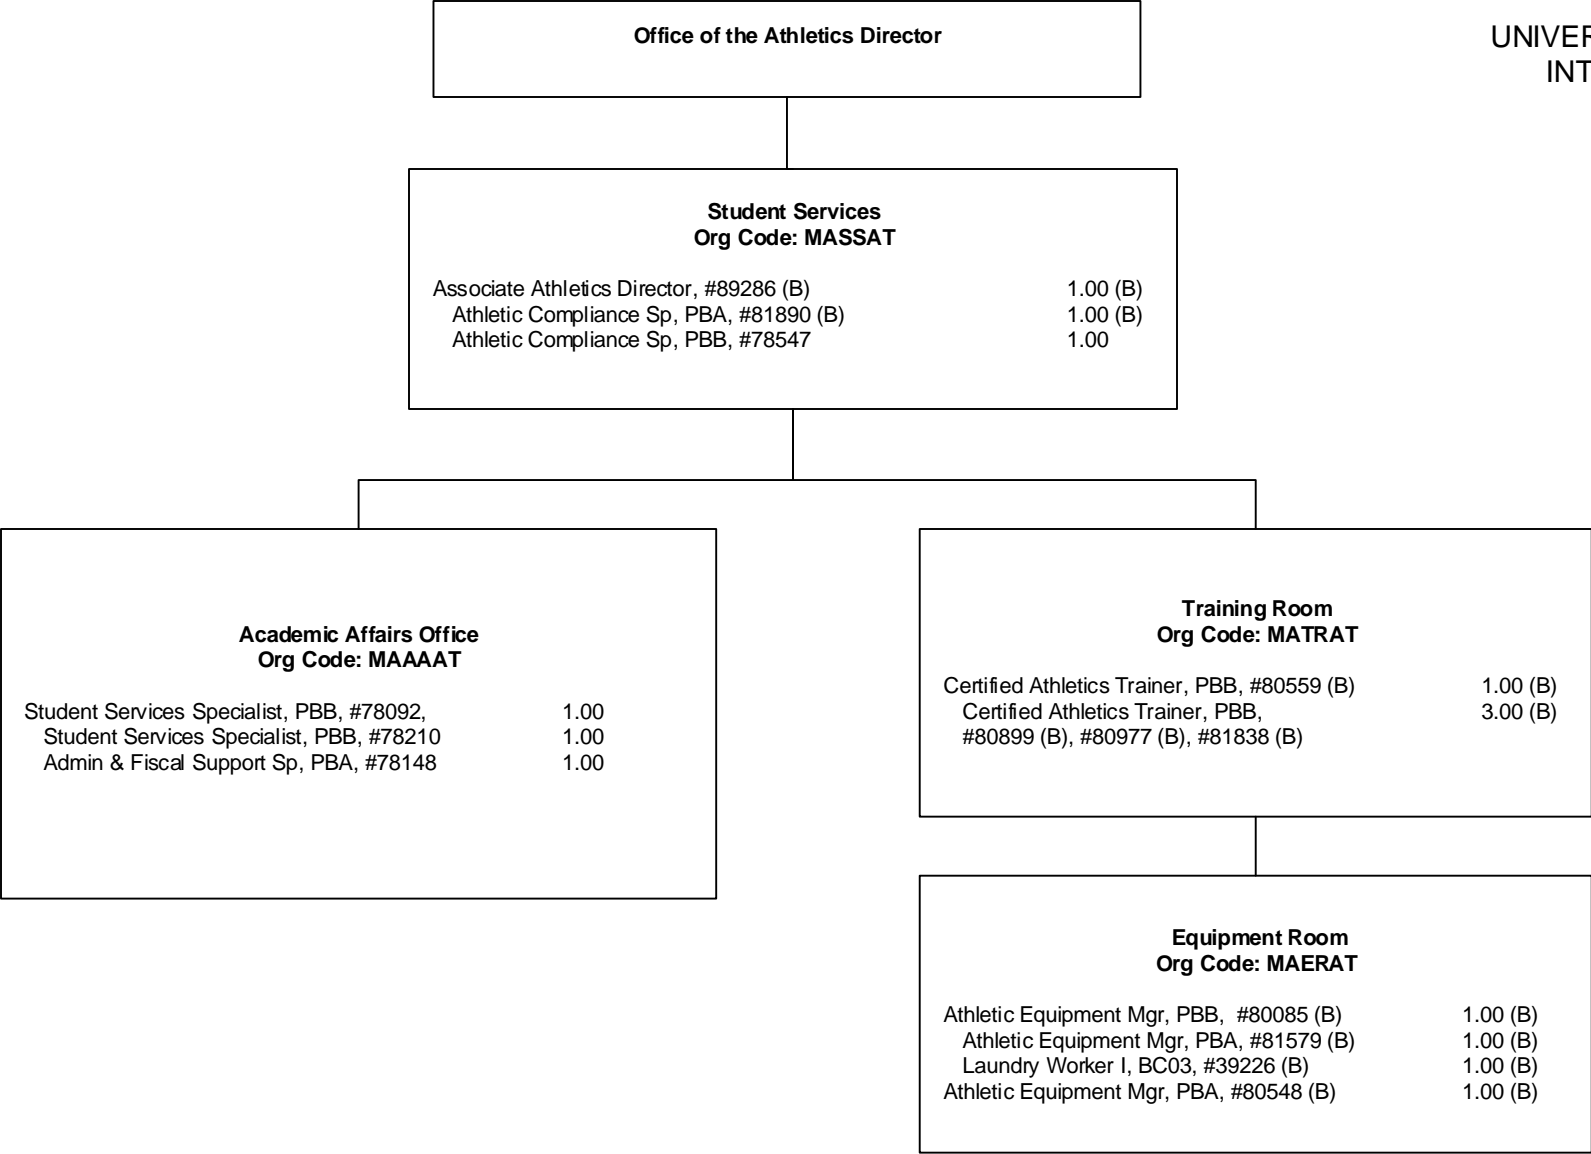 Office of the Athletics Director
UNIVER
INT
Student Services
Org Code: MASSAT
Associate Athletics Director, #89286 (B) 1.00 (B)
Athletic Compliance Sp, PBA, #81890 (B) 1.00 (B)
Athletic Compliance Sp, PBB, #78547 1.00
Academic Affairs Office
Org Code: MAAAAT
Student Services Specialist, PBB, #78092, 1.00
Student Services Specialist, PBB, #78210 1.00
Admin & Fiscal Support Sp, PBA, #78148 1.00
Training Room
Org Code: MATRAT
Certified Athletics Trainer, PBB, #80559 (B) 1.00 (B)
Certified Athletics Trainer, PBB, 3.00 (B)
#80899 (B), #80977 (B), #81838 (B)
Equipment Room
Org Code: MAERAT
Athletic Equipment Mgr, PBB, #80085 (B) 1.00 (B)
Athletic Equipment Mgr, PBA, #81579 (B) 1.00 (B)
Laundry Worker I, BC03, #39226 (B) 1.00 (B)
Athletic Equipment Mgr, PBA, #80548 (B) 1.00 (B)